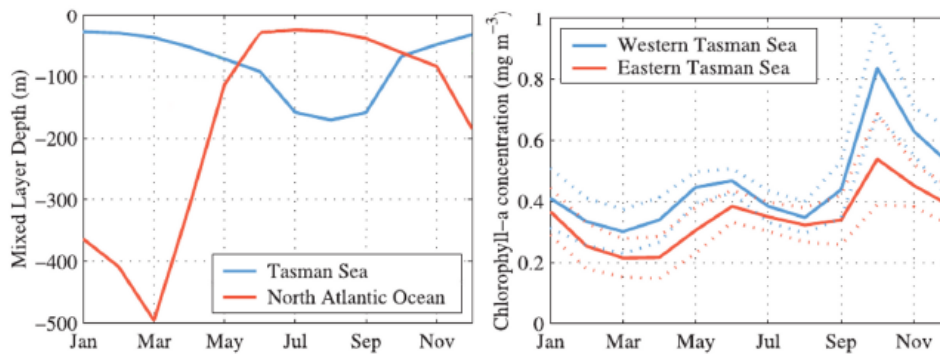 Mixed Layer Depth (m)
0
−100
−200
−300
−400
−500
Jan Mar May Jul Sep Nov
Tasman Sea
North Atlantic Ocean
Chlorophyll−a concentration (mg m−3)
1
0.8
0.6
0.4
0.2
0
Jan Mar May Jul Sep Nov
Western Tasman Sea
Eastern Tasman Sea